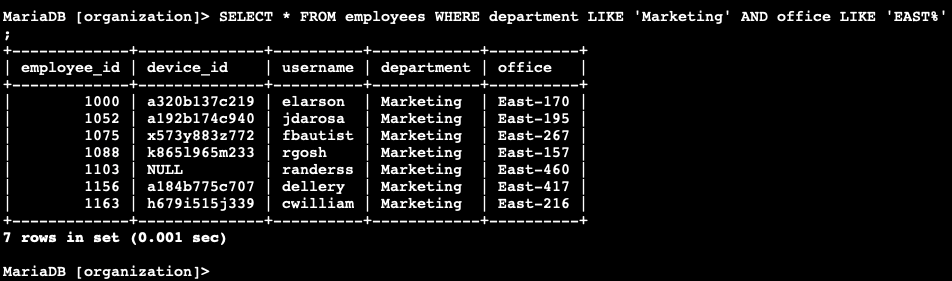 MariaDB [organization]> SELECT * FROM employees WHERE department LIKE 'Marketing' AND office LIKE 'EAST%'
;
+-------------+--------------+----------+------------+----------+
| employee_id | device_id    | username | department | office   |
+-------------+--------------+----------+------------+----------+
|        1000 | a320b137c219 | elarson  | Marketing  | East-170 |
|        1052 | a192b174c940 | jdarosa  | Marketing  | East-195 |
|        1075 | x573y883z772 | fbautist | Marketing  | East-267 |
|        1088 | k865l965m233 | rgosh    | Marketing  | East-157 |
|        1103 | NULL         | randerss | Marketing  | East-460 |
|        1156 | a184b775c707 | dellery  | Marketing  | East-417 |
|        1163 | h679i515j339 | cwilliam | Marketing  | East-216 |
+-------------+--------------+----------+------------+----------+
7 rows in set (0.001 sec)
MariaDB [organization]>